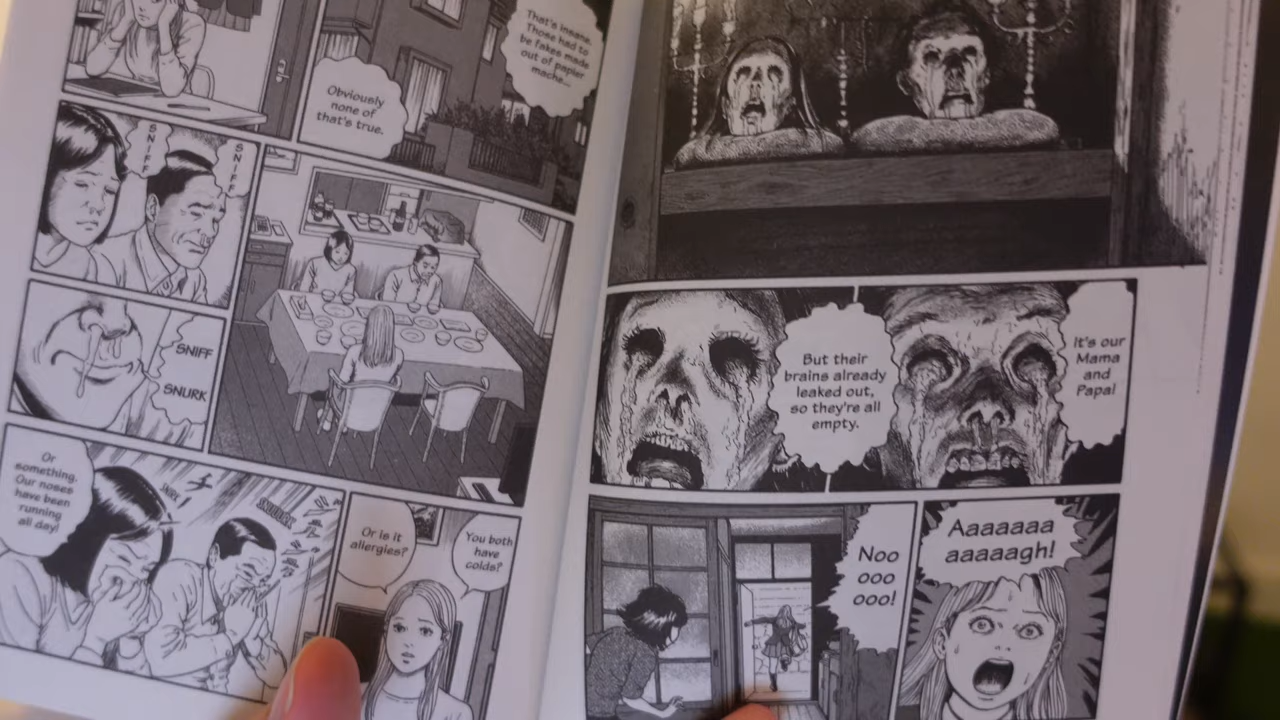 It's our
Mama
and
Papa!
But their
brains already
leaked out,
so they're all
empty.
Aaaaaaa
aaaaagh!
Noo
ooo
ooo!
That's insane.
Those had to
be fakes made
out of papier
mache...
Obviously
none of
that's true.
SNIFF
SNIFF
SNIFF
SNURK
You both
have
colds?
Or is it
allergies?
Or
something.
Our noses
have been
running
all day!